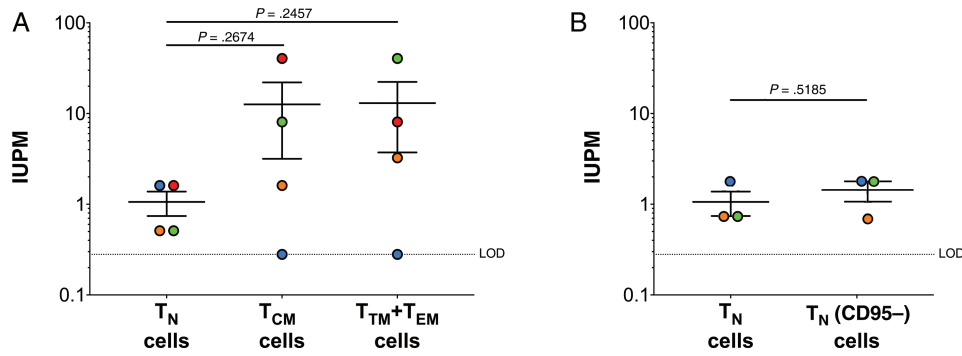 A
P = .2457
P = .2674
100
10
1
0.1
IUPM
LOD
TN cells
TCM cells
TTM+TEM cells
B
P = .5185
100
10
1
0.1
IUPM
LOD
TN cells
TN (CD95–) cells